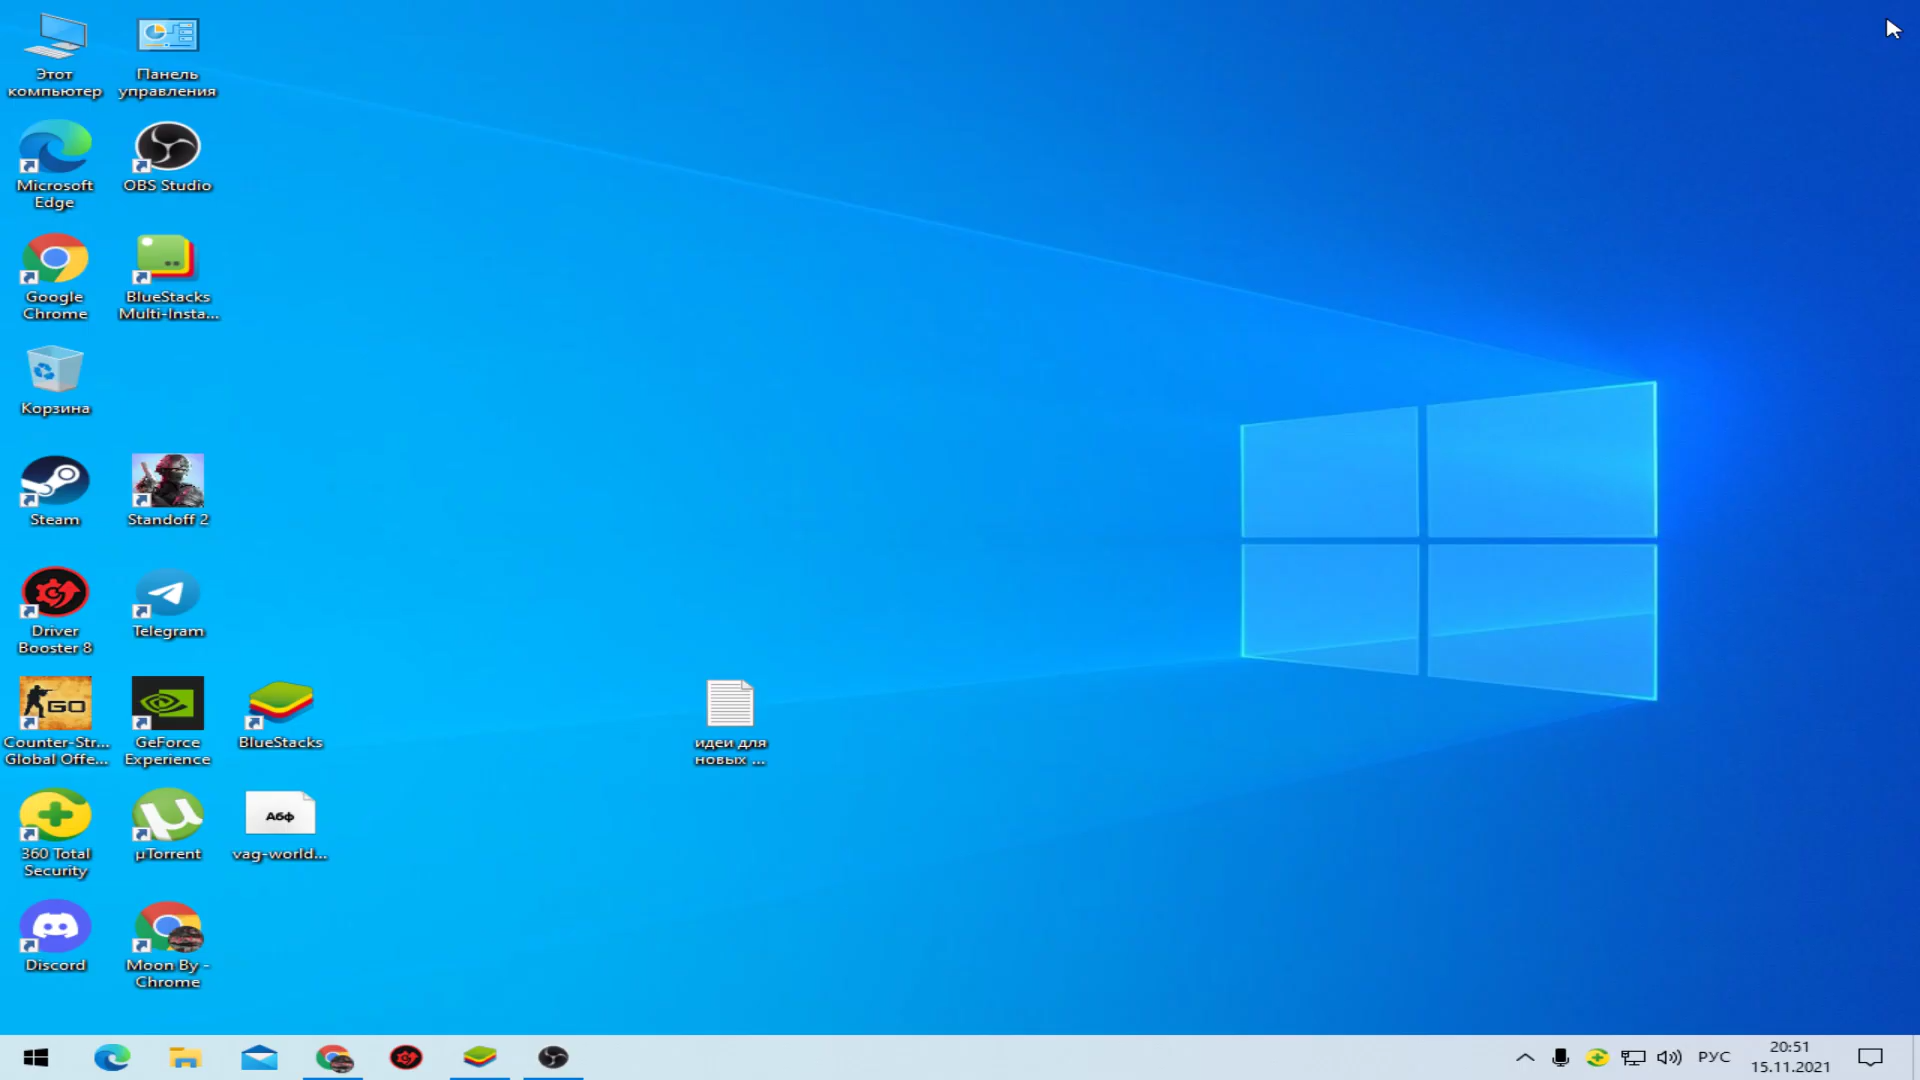 Этот
компьютер
Панель
управления
Microsoft
Edge
OBS Studio
Google
Chrome
BlueStacks
Multi-Insta...
Корзина
Steam
Standoff 2
Driver
Booster 8
Telegram
GO
Counter-Str...
Global Offe...
GeForce
Experience
BlueStacks
идеи для
новых ...
360 Total
Security
µ
µTorrent
Абф
vag-world...
Discord
Moon By -
Chrome
РУС
20:51
15.11.2021